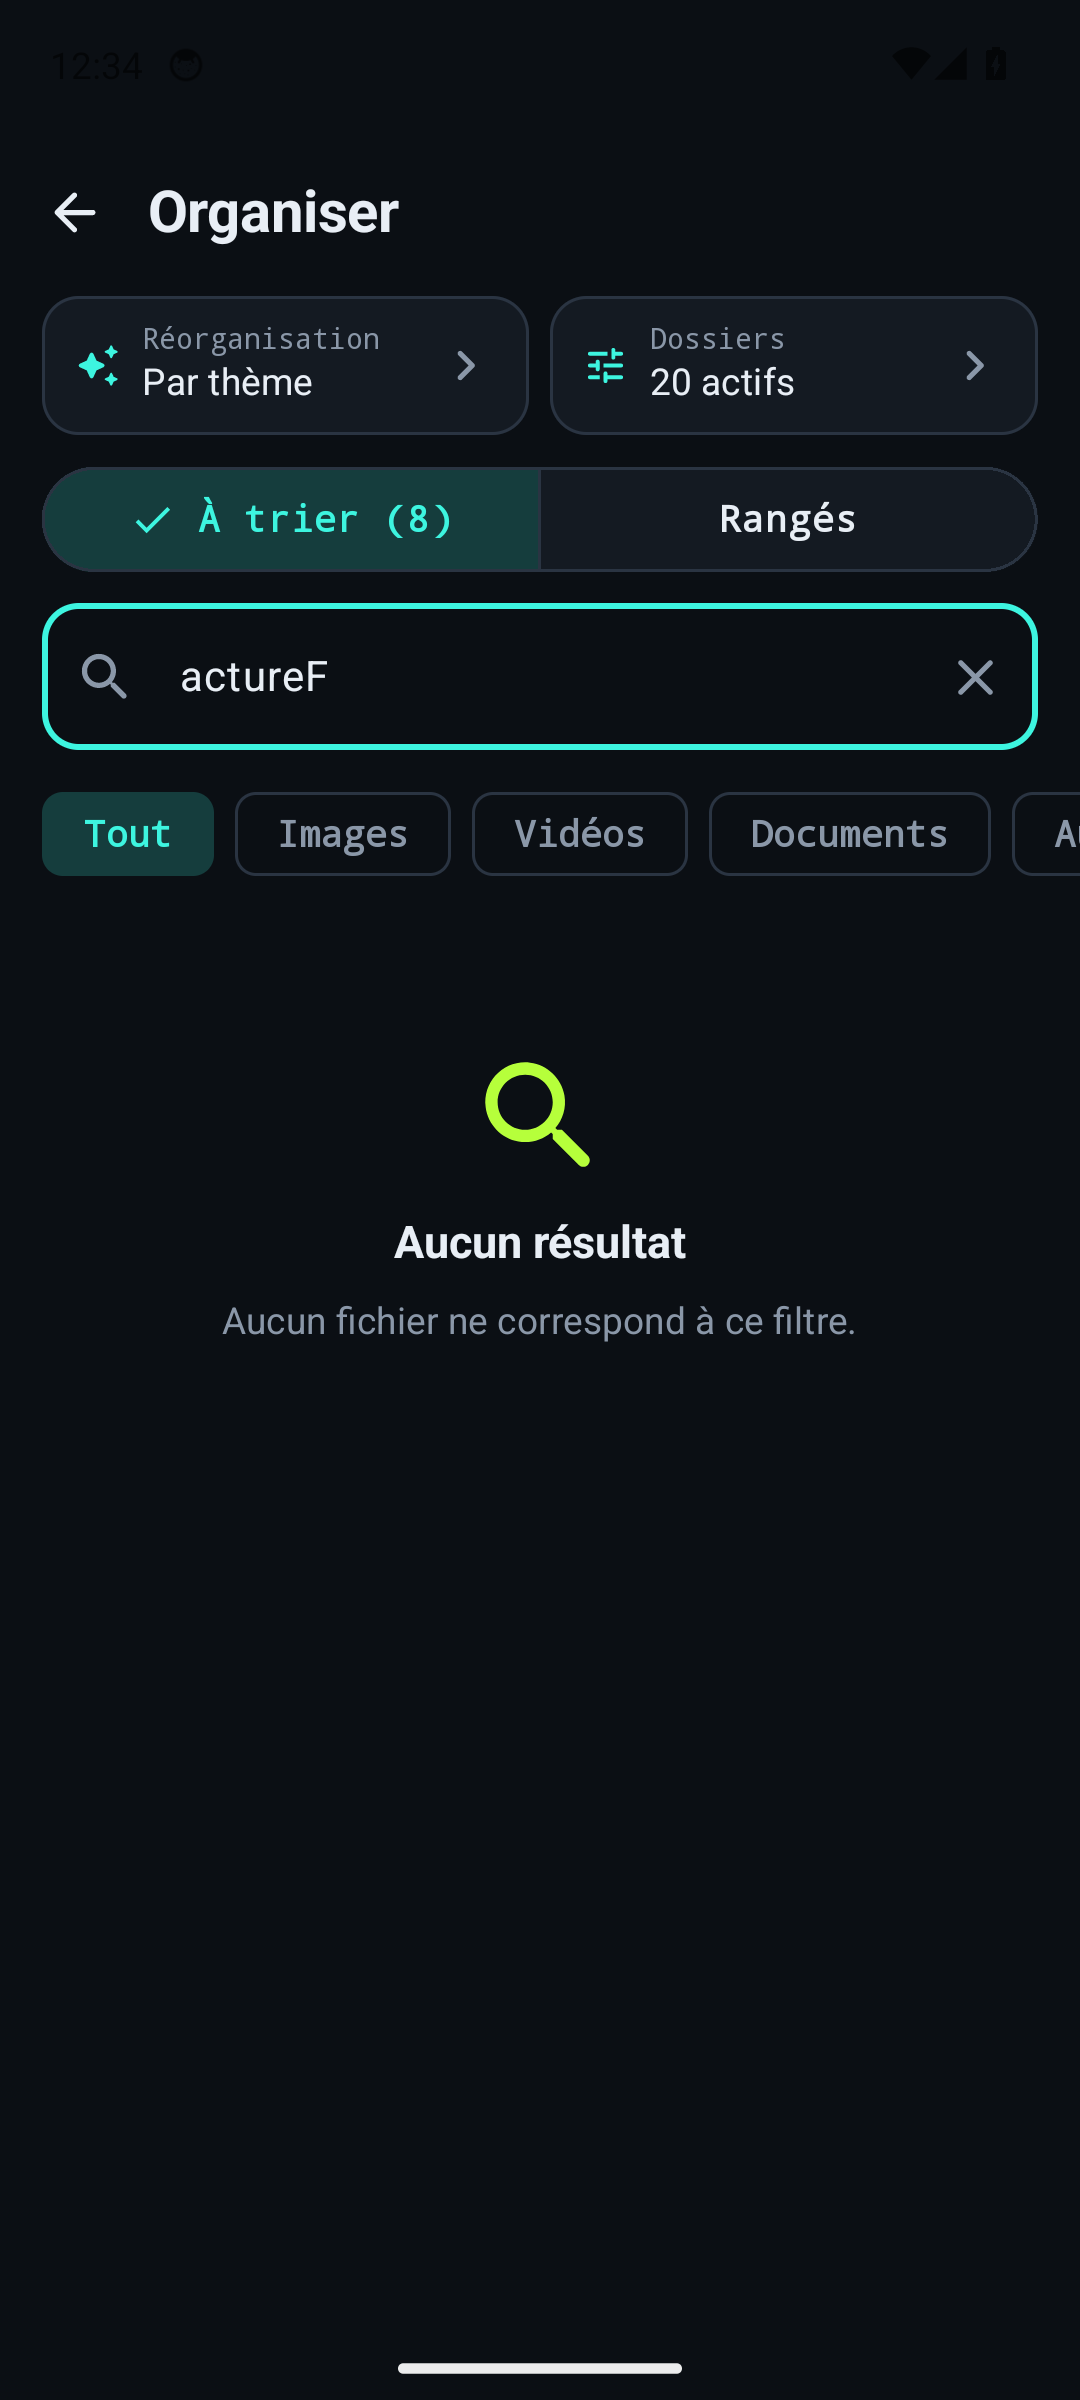 12:34
Organiser
Réorganisation
Par thème
Dossiers
20 actifs
À trier (8)
Rangés
actureF
Tout
Images
Vidéos
Documents
Aucun résultat
Aucun fichier ne correspond à ce filtre.